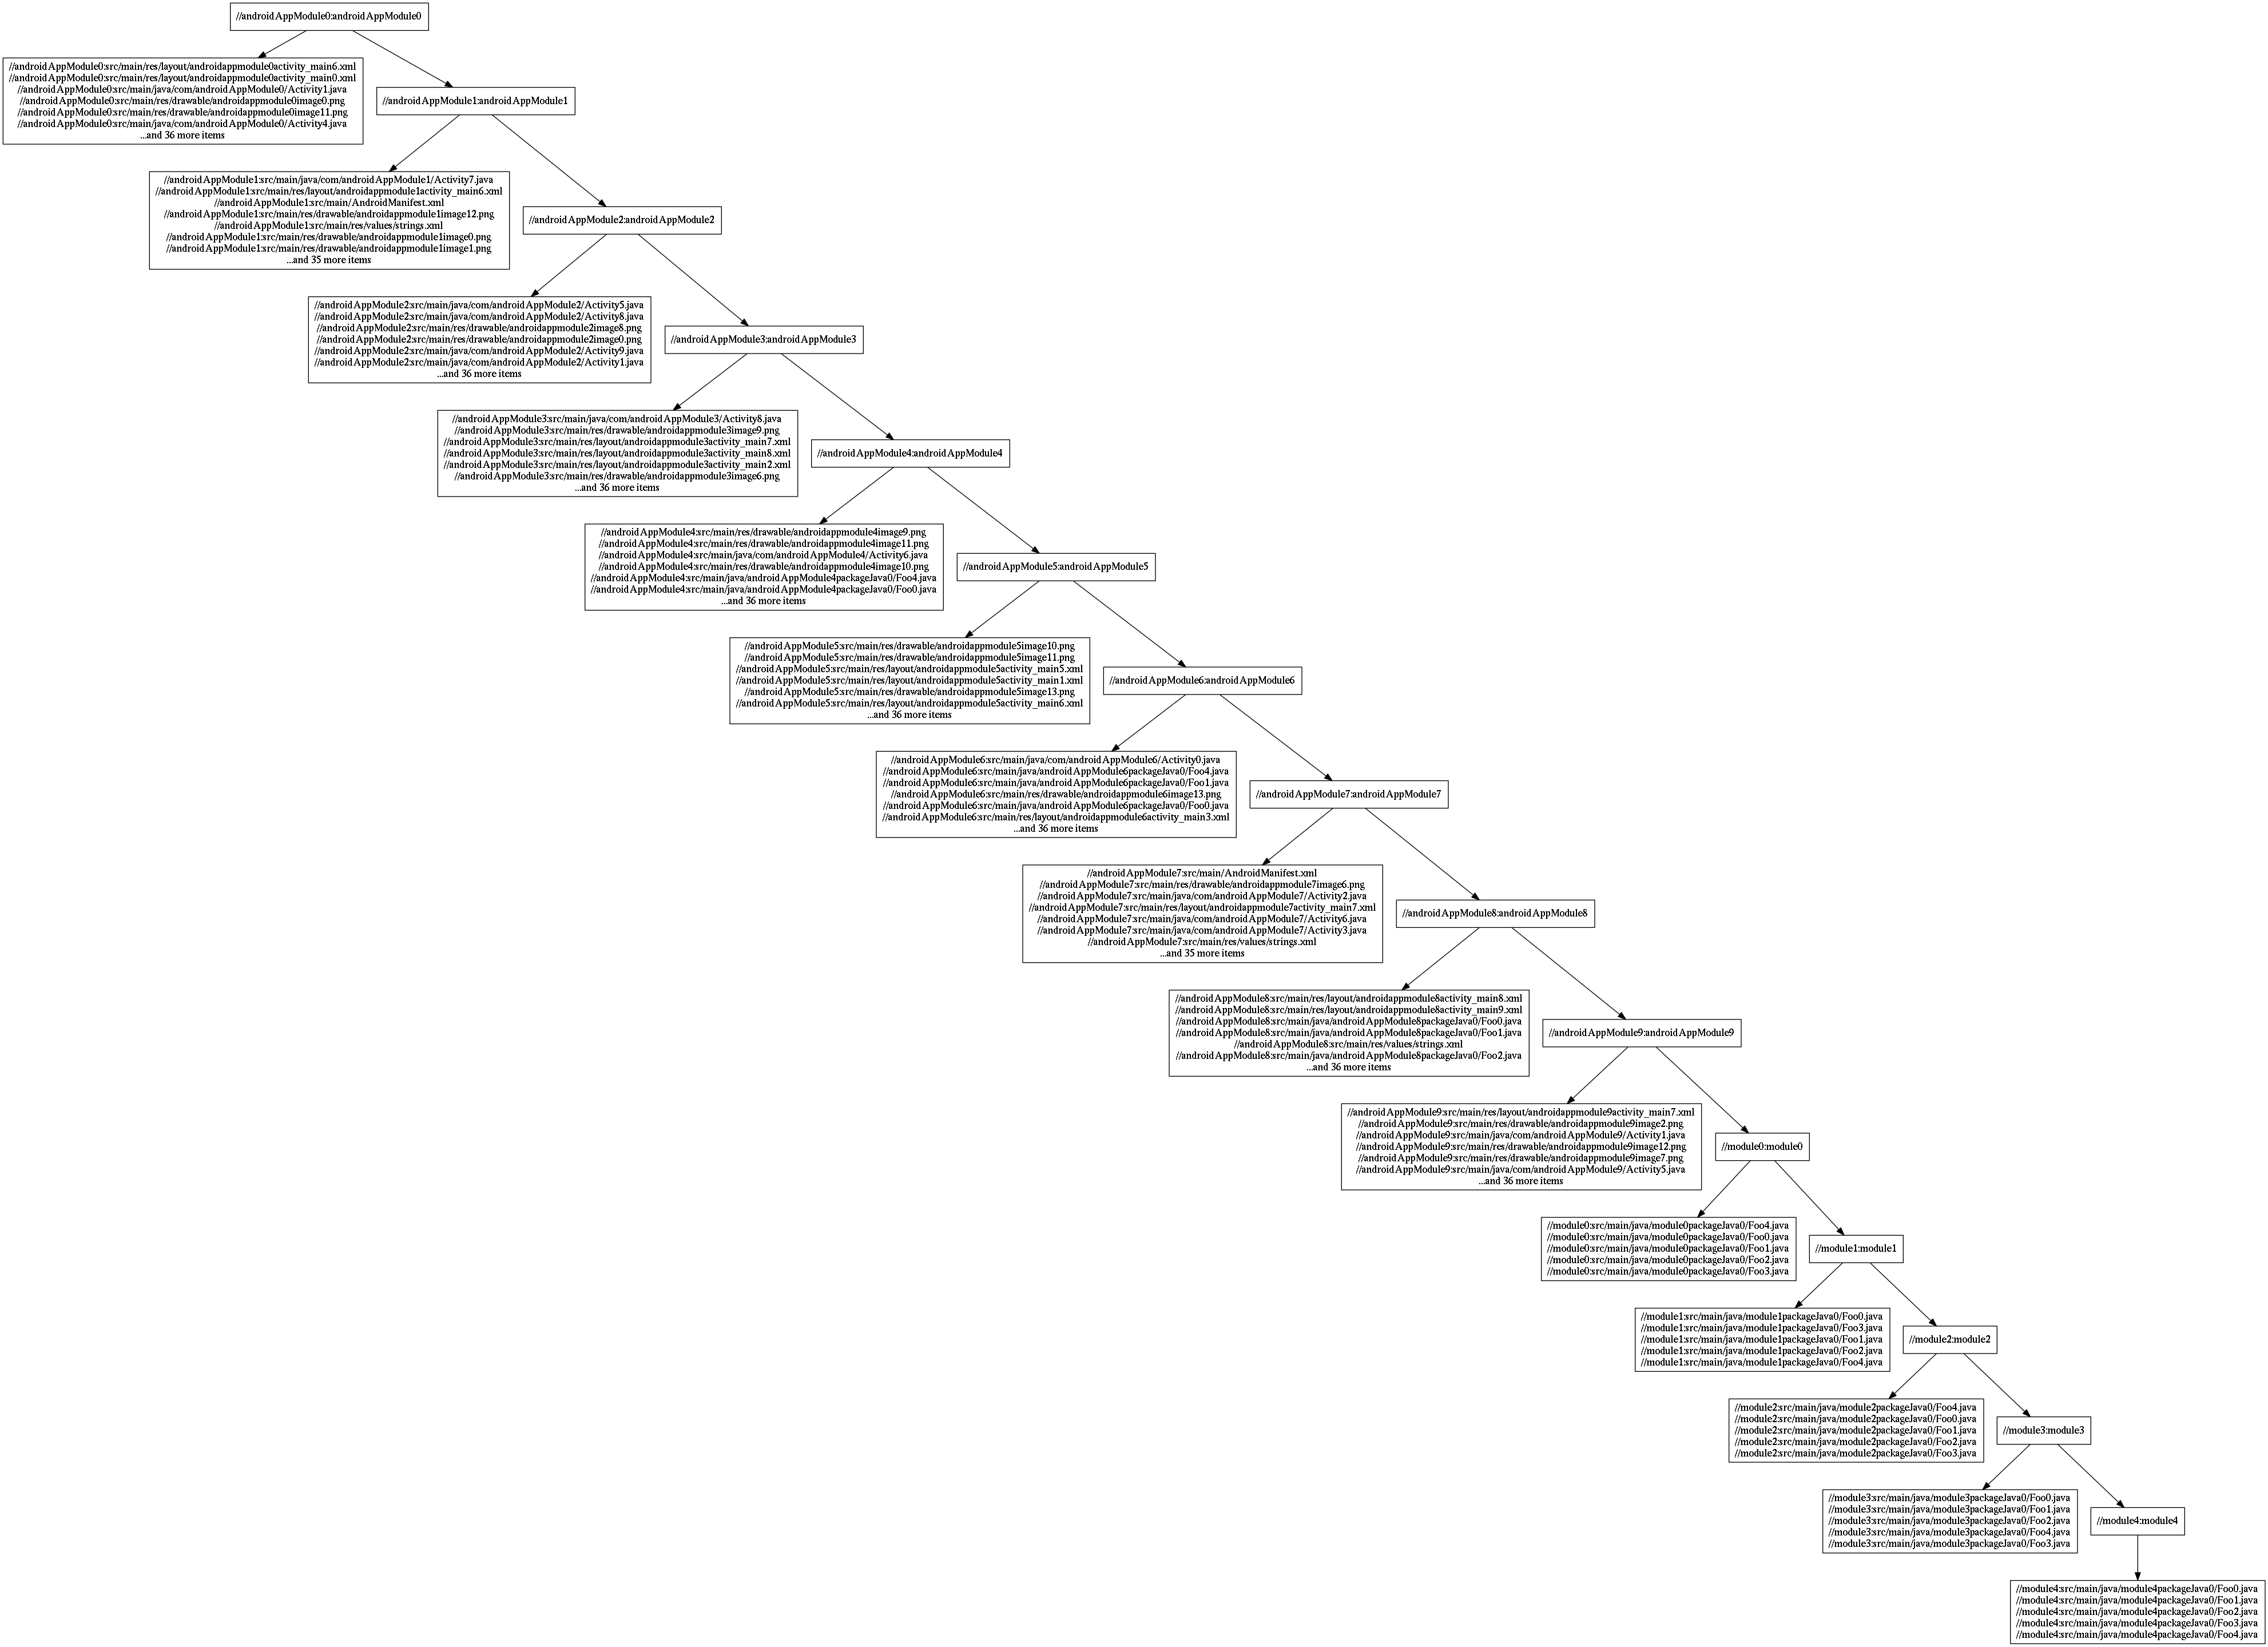 //androidAppModule0:androidAppModule0
//androidAppModule0:src/main/res/layout/androidappmodule0activity_main6.xml
//androidAppModule0:src/main/res/layout/androidappmodule0activity_main0.xml
//androidAppModule0:src/main/java/com/androidAppModule0/Activity1.java
//androidAppModule0:src/main/res/drawable/androidappmodule0image0.png
//androidAppModule0:src/main/res/drawable/androidappmodule0image11.png
//androidAppModule0:src/main/java/com/androidAppModule0/Activity4.java
...and 36 more items
//androidAppModule1:androidAppModule1
//androidAppModule1:src/main/java/com/androidAppModule1/Activity7.java
//androidAppModule1:src/main/res/layout/androidappmodule1activity_main6.xml
//androidAppModule1:src/main/AndroidManifest.xml
//androidAppModule1:src/main/res/drawable/androidappmodule1image12.png
//androidAppModule1:src/main/res/values/strings.xml
//androidAppModule1:src/main/res/drawable/androidappmodule1image0.png
//androidAppModule1:src/main/res/drawable/androidappmodule1image1.png
...and 35 more items
//androidAppModule2:androidAppModule2
//androidAppModule2:src/main/java/com/androidAppModule2/Activity5.java
//androidAppModule2:src/main/java/com/androidAppModule2/Activity8.java
//androidAppModule2:src/main/res/drawable/androidappmodule2image8.png
//androidAppModule2:src/main/res/drawable/androidappmodule2image0.png
//androidAppModule2:src/main/java/com/androidAppModule2/Activity9.java
//androidAppModule2:src/main/java/com/androidAppModule2/Activity1.java
...and 36 more items
//androidAppModule3:androidAppModule3
//androidAppModule3:src/main/java/com/androidAppModule3/Activity8.java
//androidAppModule3:src/main/res/drawable/androidappmodule3image9.png
//androidAppModule3:src/main/res/layout/androidappmodule3activity_main7.xml
//androidAppModule3:src/main/res/layout/androidappmodule3activity_main8.xml
//androidAppModule3:src/main/res/layout/androidappmodule3activity_main2.xml
//androidAppModule3:src/main/res/drawable/androidappmodule3image6.png
...and 36 more items
//androidAppModule4:androidAppModule4
//androidAppModule4:src/main/res/drawable/androidappmodule4image9.png
//androidAppModule4:src/main/res/drawable/androidappmodule4image11.png
//androidAppModule4:src/main/java/com/androidAppModule4/Activity6.java
//androidAppModule4:src/main/res/drawable/androidappmodule4image10.png
//androidAppModule4:src/main/java/androidAppModule4packageJava0/Foo4.java
//androidAppModule4:src/main/java/androidAppModule4packageJava0/Foo0.java
...and 36 more items
//androidAppModule5:androidAppModule5
//androidAppModule5:src/main/res/drawable/androidappmodule5image10.png
//androidAppModule5:src/main/res/drawable/androidappmodule5image11.png
//androidAppModule5:src/main/res/layout/androidappmodule5activity_main5.xml
//androidAppModule5:src/main/res/layout/androidappmodule5activity_main1.xml
//androidAppModule5:src/main/res/drawable/androidappmodule5image13.png
//androidAppModule5:src/main/res/layout/androidappmodule5activity_main6.xml
...and 36 more items
//androidAppModule6:androidAppModule6
//androidAppModule6:src/main/java/com/androidAppModule6/Activity0.java
//androidAppModule6:src/main/java/androidAppModule6packageJava0/Foo4.java
//androidAppModule6:src/main/java/androidAppModule6packageJava0/Foo1.java
//androidAppModule6:src/main/res/drawable/androidappmodule6image13.png
//androidAppModule6:src/main/java/androidAppModule6packageJava0/Foo0.java
//androidAppModule6:src/main/res/layout/androidappmodule6activity_main3.xml
...and 36 more items
//androidAppModule7:androidAppModule7
//androidAppModule7:src/main/AndroidManifest.xml
//androidAppModule7:src/main/res/drawable/androidappmodule7image6.png
//androidAppModule7:src/main/java/com/androidAppModule7/Activity2.java
//androidAppModule7:src/main/res/layout/androidappmodule7activity_main7.xml
//androidAppModule7:src/main/java/com/androidAppModule7/Activity6.java
//androidAppModule7:src/main/java/com/androidAppModule7/Activity3.java
//androidAppModule7:src/main/res/values/strings.xml
...and 35 more items
//androidAppModule8:androidAppModule8
//androidAppModule8:src/main/res/layout/androidappmodule8activity_main8.xml
//androidAppModule8:src/main/res/layout/androidappmodule8activity_main9.xml
//androidAppModule8:src/main/java/androidAppModule8packageJava0/Foo0.java
//androidAppModule8:src/main/java/androidAppModule8packageJava0/Foo1.java
//androidAppModule8:src/main/res/values/strings.xml
//androidAppModule8:src/main/java/androidAppModule8packageJava0/Foo2.java
...and 36 more items
//androidAppModule9:androidAppModule9
//androidAppModule9:src/main/res/layout/androidappmodule9activity_main7.xml
//androidAppModule9:src/main/res/drawable/androidappmodule9image2.png
//androidAppModule9:src/main/java/com/androidAppModule9/Activity1.java
//androidAppModule9:src/main/res/drawable/androidappmodule9image12.png
//androidAppModule9:src/main/res/drawable/androidappmodule9image7.png
//androidAppModule9:src/main/java/com/androidAppModule9/Activity5.java
...and 36 more items
//module0:module0
//module0:src/main/java/module0packageJava0/Foo4.java
//module0:src/main/java/module0packageJava0/Foo0.java
//module0:src/main/java/module0packageJava0/Foo1.java
//module0:src/main/java/module0packageJava0/Foo2.java
//module0:src/main/java/module0packageJava0/Foo3.java
//module1:module1
//module1:src/main/java/module1packageJava0/Foo0.java
//module1:src/main/java/module1packageJava0/Foo3.java
//module1:src/main/java/module1packageJava0/Foo1.java
//module1:src/main/java/module1packageJava0/Foo2.java
//module1:src/main/java/module1packageJava0/Foo4.java
//module2:module2
//module2:src/main/java/module2packageJava0/Foo4.java
//module2:src/main/java/module2packageJava0/Foo0.java
//module2:src/main/java/module2packageJava0/Foo1.java
//module2:src/main/java/module2packageJava0/Foo2.java
//module2:src/main/java/module2packageJava0/Foo3.java
//module3:module3
//module3:src/main/java/module3packageJava0/Foo0.java
//module3:src/main/java/module3packageJava0/Foo1.java
//module3:src/main/java/module3packageJava0/Foo2.java
//module3:src/main/java/module3packageJava0/Foo4.java
//module3:src/main/java/module3packageJava0/Foo3.java
//module4:module4
//module4:src/main/java/module4packageJava0/Foo0.java
//module4:src/main/java/module4packageJava0/Foo1.java
//module4:src/main/java/module4packageJava0/Foo2.java
//module4:src/main/java/module4packageJava0/Foo3.java
//module4:src/main/java/module4packageJava0/Foo4.java